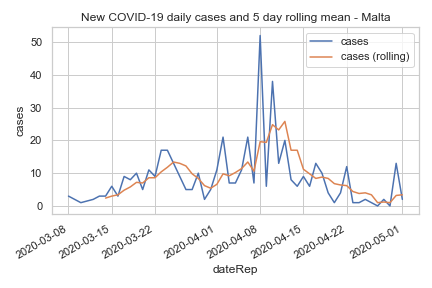 New COVID-19 daily cases and 5 day rolling mean - Malta
cases
cases (rolling)
cases
50
40
30
20
10
0
2020-03-08
2020-03-15
2020-03-22
2020-04-01
2020-04-08
2020-04-15
2020-04-22
2020-05-01
dateRep